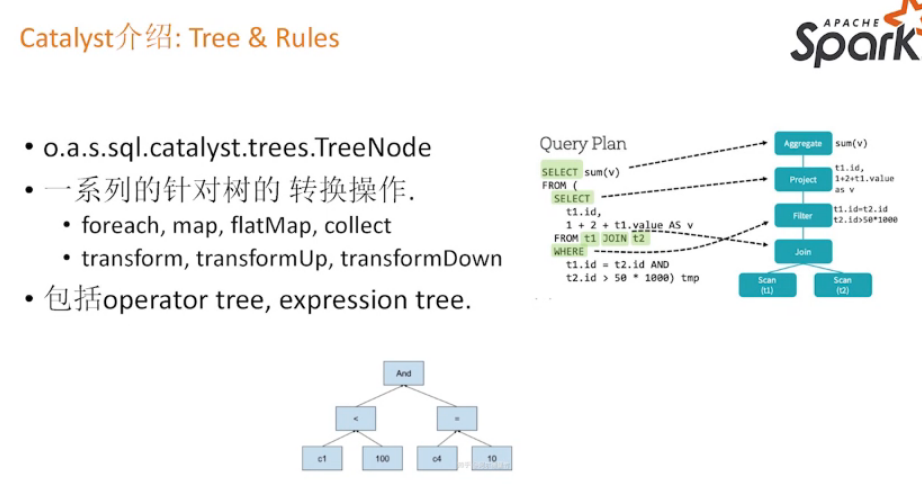 Catalyst介绍: Tree & Rules
APACHE
Spark
• o.a.s.sql.catalyst.trees.TreeNode
• 一系列的针对树的 转换操作.
• foreach, map, flatMap, collect
• transform, transformUp, transformDown
• 包括operator tree, expression tree.
Query Plan
SELECT sum(v)
FROM (
SELECT
t1.id,
1 + 2 + t1.value AS v
FROM t1 JOIN t2
WHERE
t1.id = t2.id AND
t2.id > 50 * 1000) tmp
Aggregate sum(v)
Project
t1.id,
1+2+t1.value
as v
Filter
t1.id=t2.id
t2.id>50*1000
Join
Scan
(t1)
Scan
(t2)
And
<
=
c1
100
c4
10